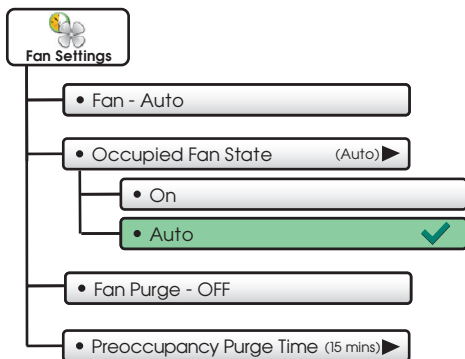 Fan Settings
• Fan - Auto
• Occupied Fan State (Auto)
• On
• Auto
• Fan Purge - OFF
• Preoccupancy Purge Time (15 mins)